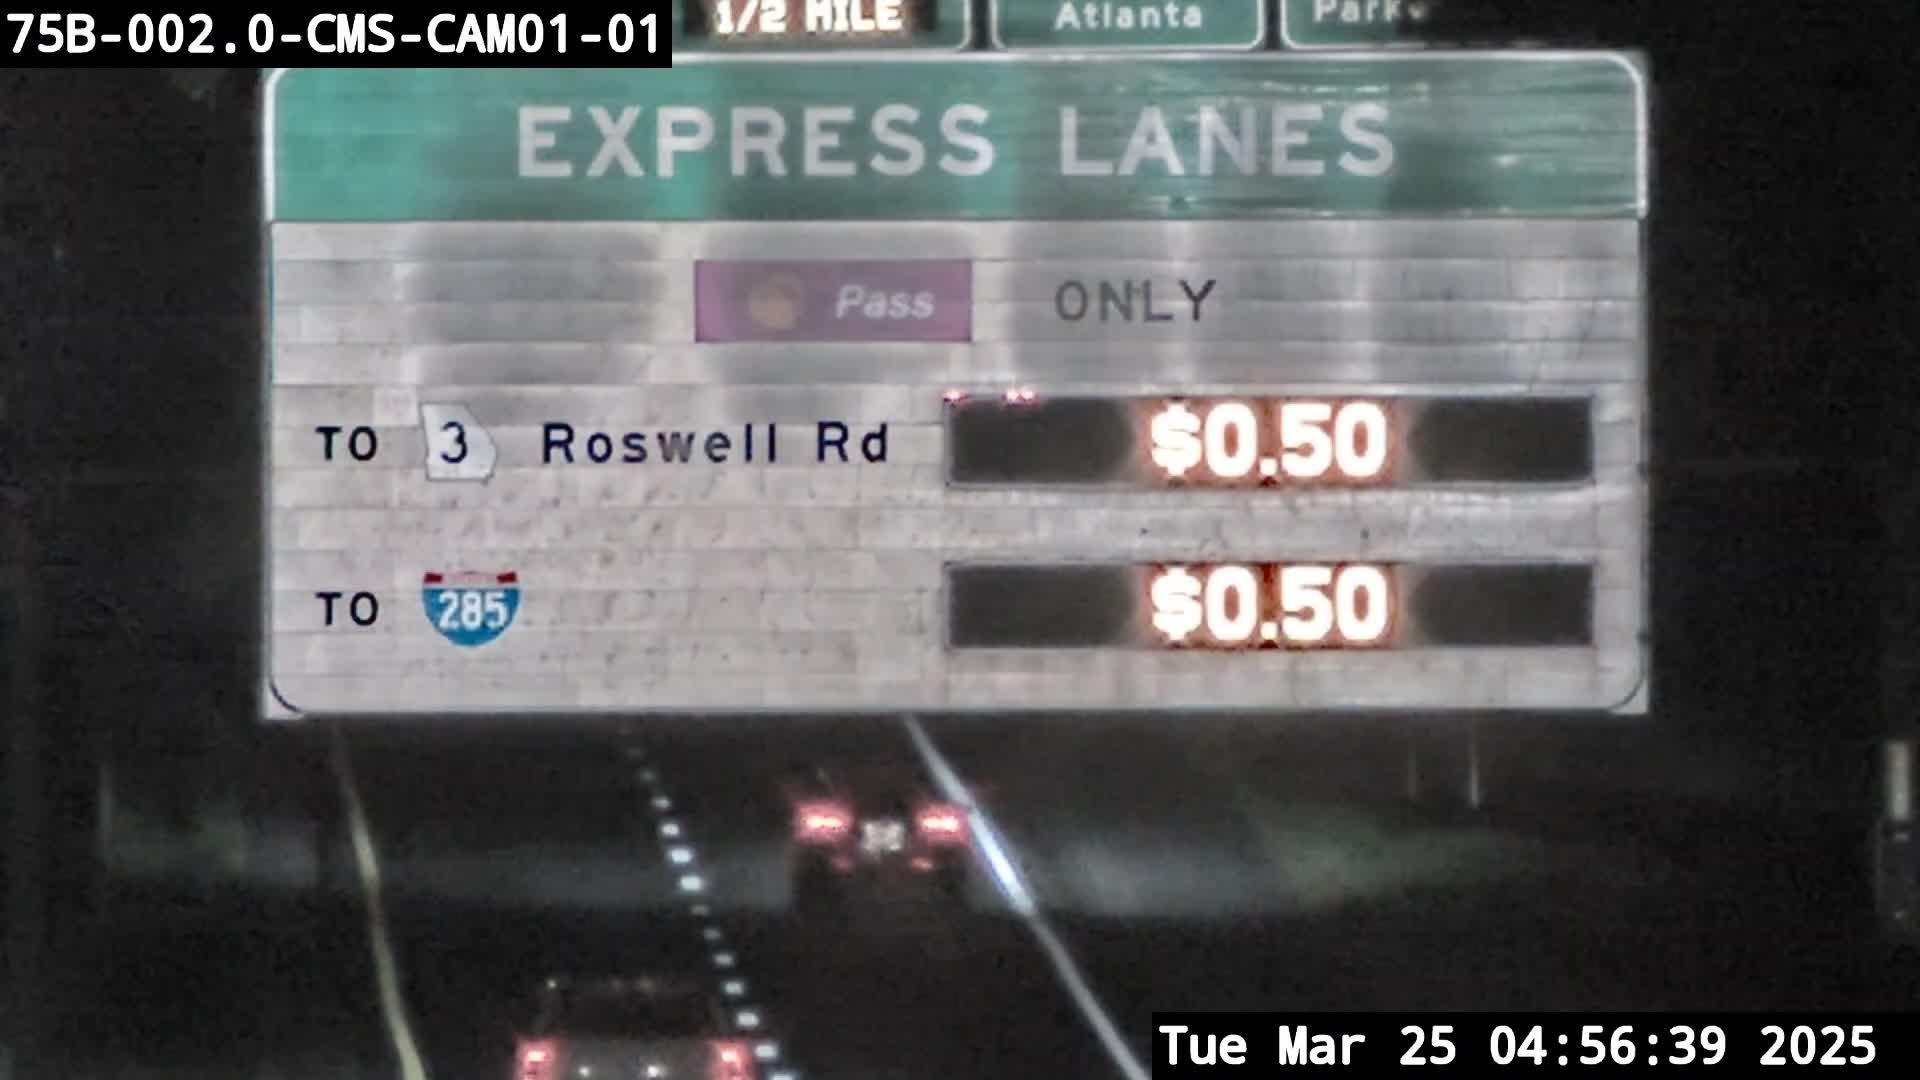 75B-002.0-CMS-CAM01-01
1/2 MILE
Atlanta
EXPRESS LANES
Pass ONLY
TO 3 Roswell Rd $0.50
TO 285 $0.50
Tue Mar 25 04:56:39 2025